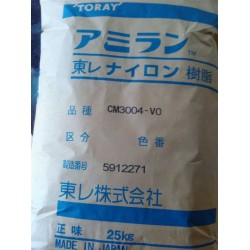 TORAY
アミラン™
東レ ナイロン 樹脂
品種 CM3004-V0
区分 色番
製造番号 5912271
東レ株式会社
正味 25kg
MADE IN JAPAN